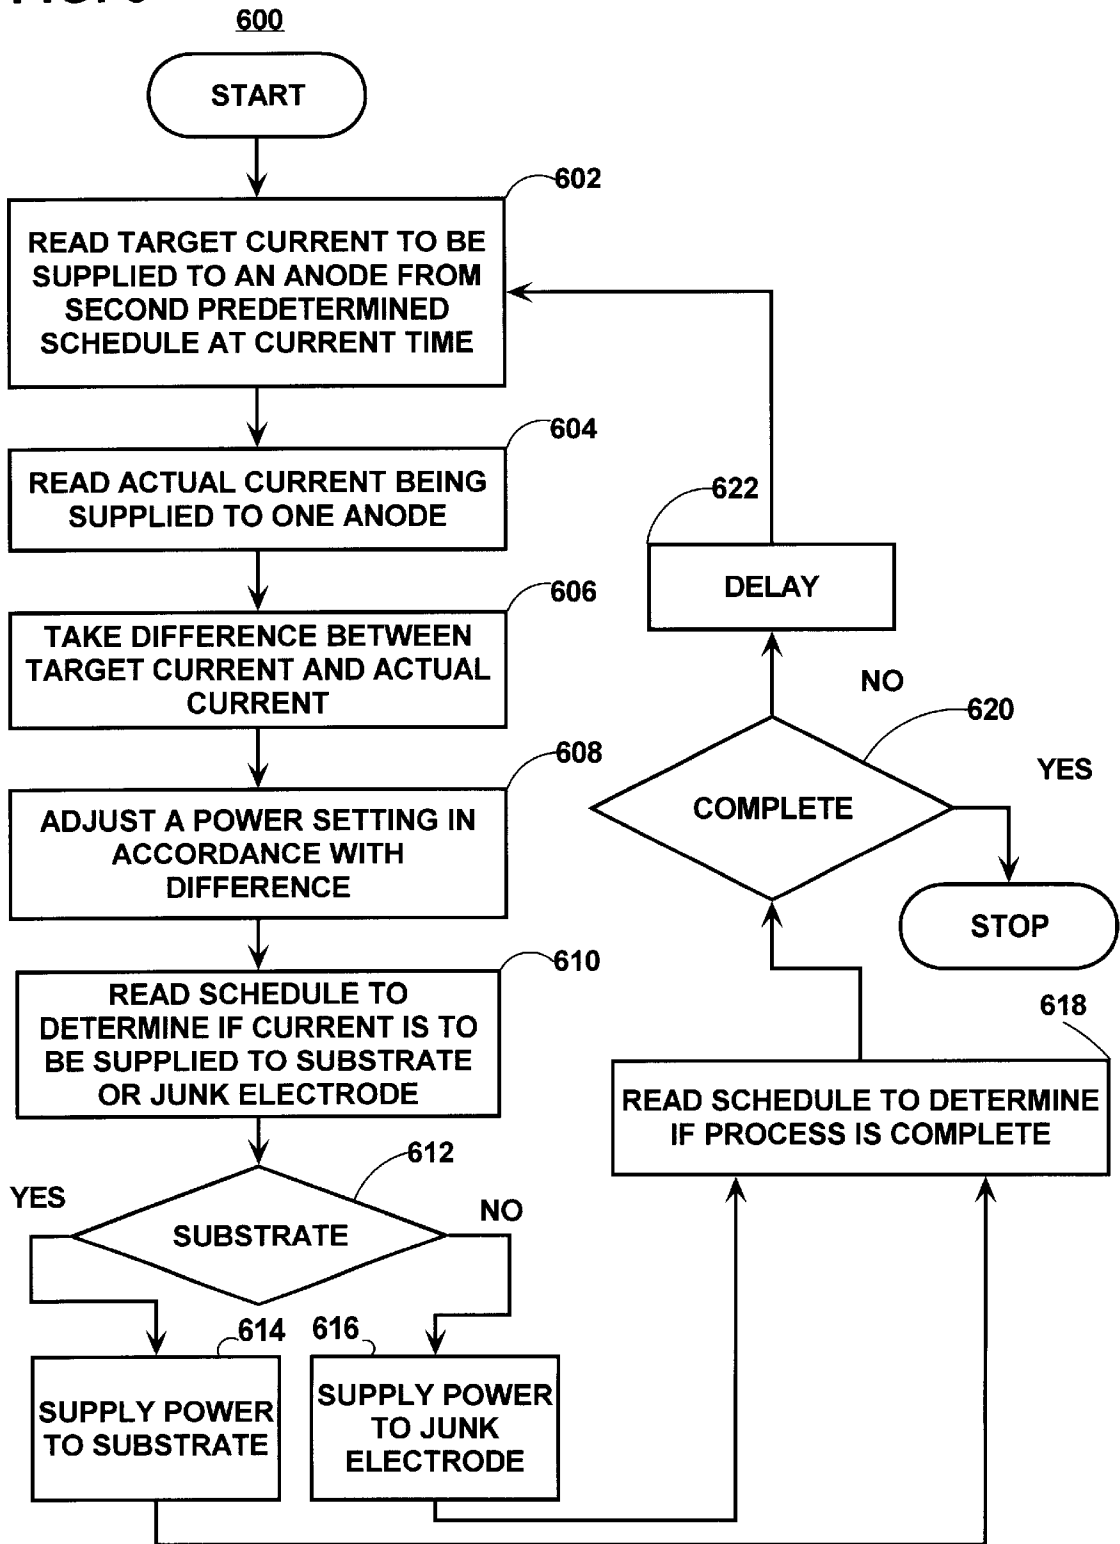 600
START
602
READ TARGET CURRENT TO BE
SUPPLIED TO AN ANODE FROM
SECOND PREDETERMINED
SCHEDULE AT CURRENT TIME
604
READ ACTUAL CURRENT BEING
SUPPLIED TO ONE ANODE
606
TAKE DIFFERENCE BETWEEN
TARGET CURRENT AND ACTUAL
CURRENT
608
ADJUST A POWER SETTING IN
ACCORDANCE WITH
DIFFERENCE
610
READ SCHEDULE TO
DETERMINE IF CURRENT IS TO
BE SUPPLIED TO SUBSTRATE
OR JUNK ELECTRODE
612
YES
NO
SUBSTRATE
614
SUPPLY POWER
TO SUBSTRATE
616
SUPPLY POWER
TO JUNK
ELECTRODE
618
READ SCHEDULE TO DETERMINE
IF PROCESS IS COMPLETE
620
COMPLETE
NO
YES
622
DELAY
STOP